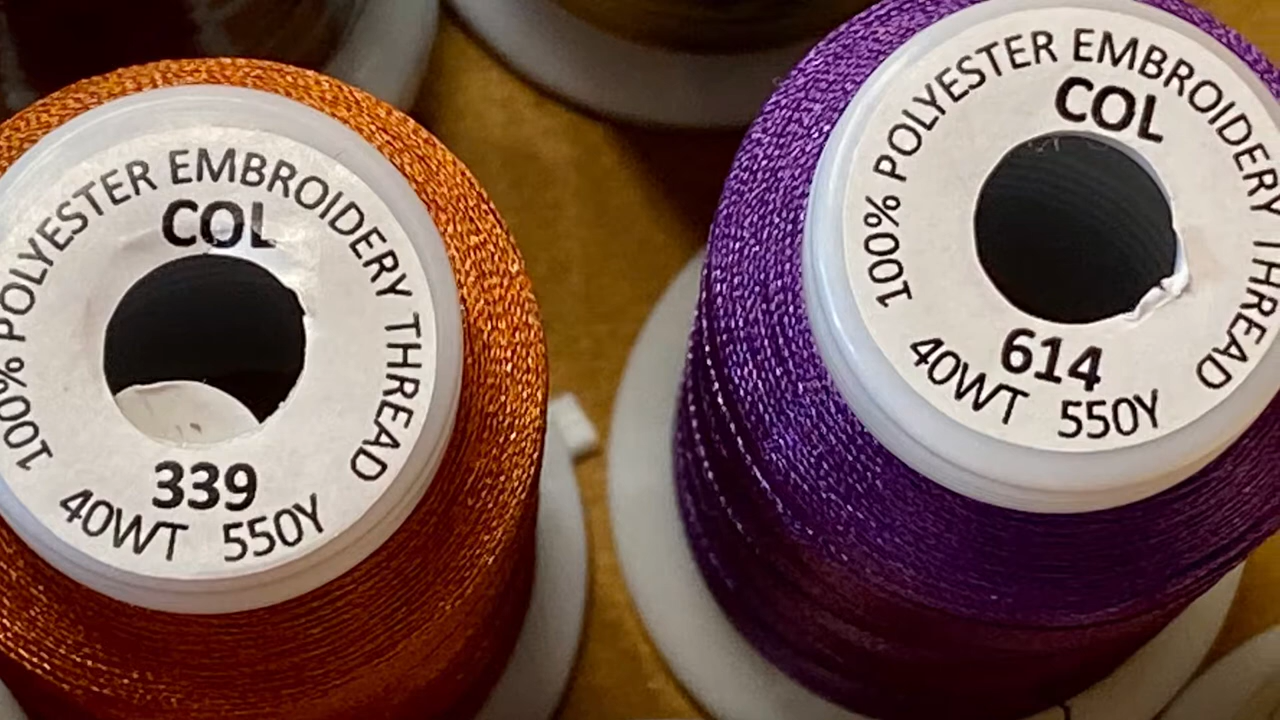 100% POLYESTER EMBROIDERY THREAD
COL
339
40WT 550Y
100% POLYESTER EMBROIDERY THREAD
COL
614
40WT 550Y